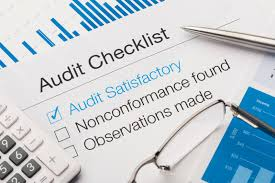 Audit Checklist
Audit Satisfactory
Nonconformance found
Observations made